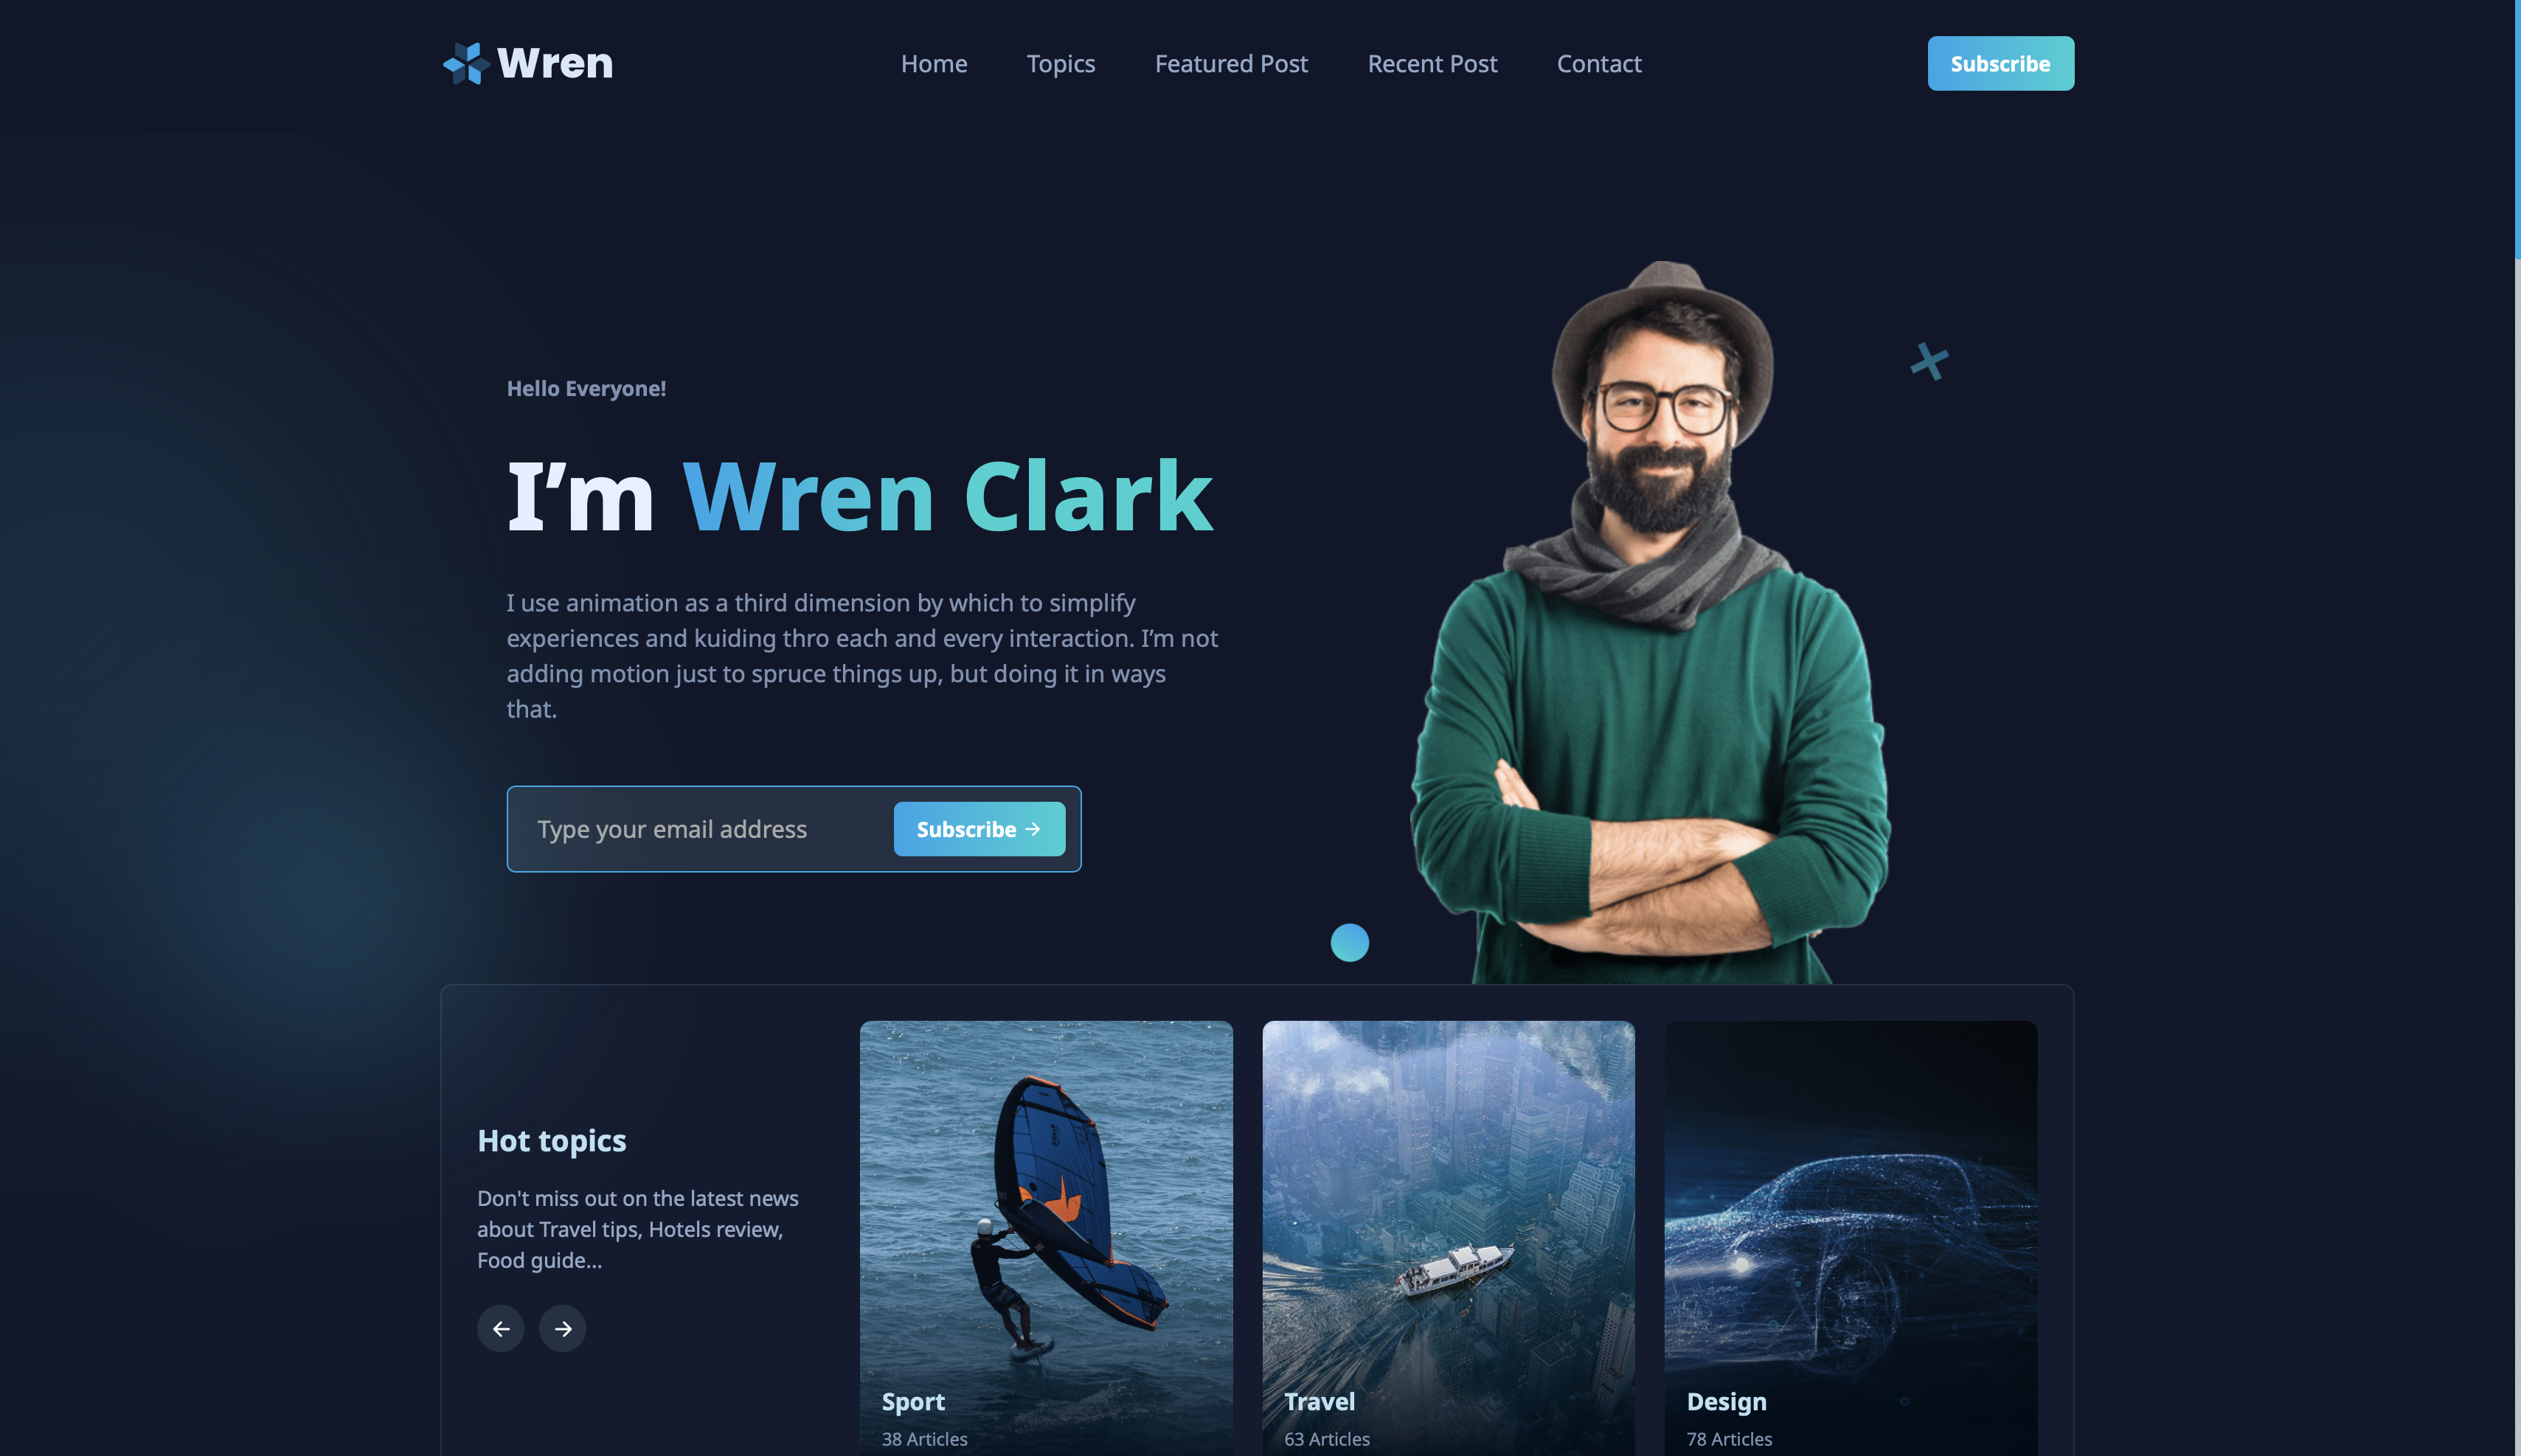 Wren
Home
Topics
Featured Post
Recent Post
Contact
Subscribe
Hello Everyone!
I’m Wren Clark
I use animation as a third dimension by which to simplify
experiences and kuiding thro each and every interaction. I’m not
adding motion just to spruce things up, but doing it in ways
that.
Type your email address
Subscribe
Hot topics
Don't miss out on the latest news
about Travel tips, Hotels review,
Food guide...
Sport
38 Articles
Travel
63 Articles
Design
78 Articles